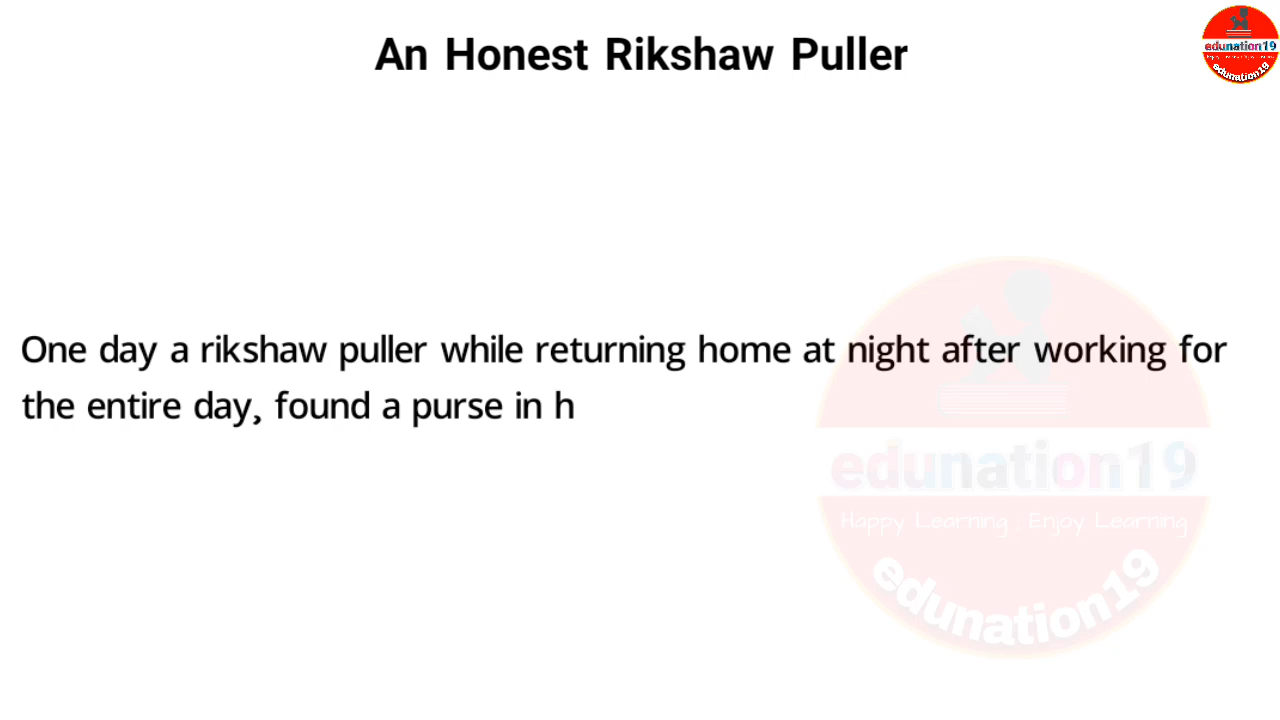 An Honest Rikshaw Puller
edunation19
edunation19
One day a rikshaw puller while returning home at night after working for
the entire day, found a purse in h
edunation19
Happy Learning ; Enjoy Learning
edunation19